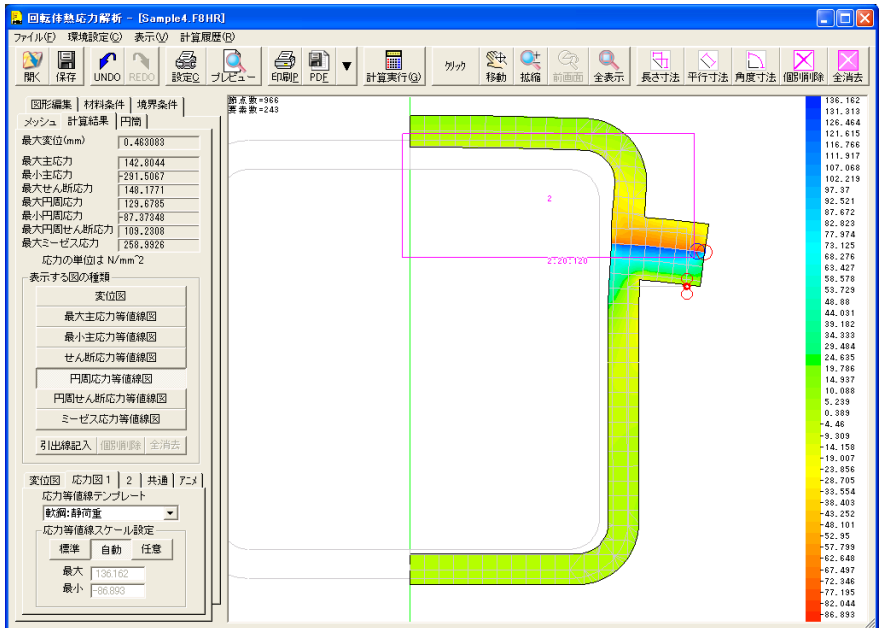 回転体熱応力解析 - [Sample4.F8HR]
ファイル(F) 環境設定(C) 表示(V) 計算履歴(R)
開く 保存 UNDO REDO 設定C プレビュー 印刷P PDF 計算実行(G) クリック 移動 拡縮 前画面 全表示 長さ寸法 平行寸法 角度寸法 個別削除 全消去
図形編集 材料条件 境界条件
メッシュ 計算結果 円筒
最大変位(mm) 0.463083
最大主応力 142.8044
最小主応力 -291.5067
最大せん断応力 148.1771
最大円周応力 129.6785
最小円周応力 -87.37348
最大円周せん断応力 109.2308
最大ミーゼス応力 258.9926
応力の単位は N/mm^2
表示する図の種類
変位図
最大主応力等値線図
最小主応力等値線図
せん断応力等値線図
円周応力等値線図
円周せん断応力等値線図
ミーゼス応力等値線図
引出線記入 個別削除 全消去
変位図 応力図1 2 共通 アニメ
応力等値線テンプレート
軟鋼:静荷重
応力等値線スケール設定
標準 自動 任意
最大 136.162
最小 -86.893
節点数=966
要素数=243
2
2:20:120
136.162
131.313
126.464
121.615
116.766
111.917
107.068
102.219
97.37
92.521
87.672
82.823
77.974
73.125
68.276
63.427
58.578
53.729
48.88
44.031
39.182
34.333
29.484
24.635
19.786
14.937
10.088
5.239
0.389
-4.46
-9.309
-14.158
-19.007
-23.856
-28.705
-33.554
-38.403
-43.252
-48.101
-52.95
-57.799
-62.648
-67.497
-72.346
-77.195
-82.044
-86.893